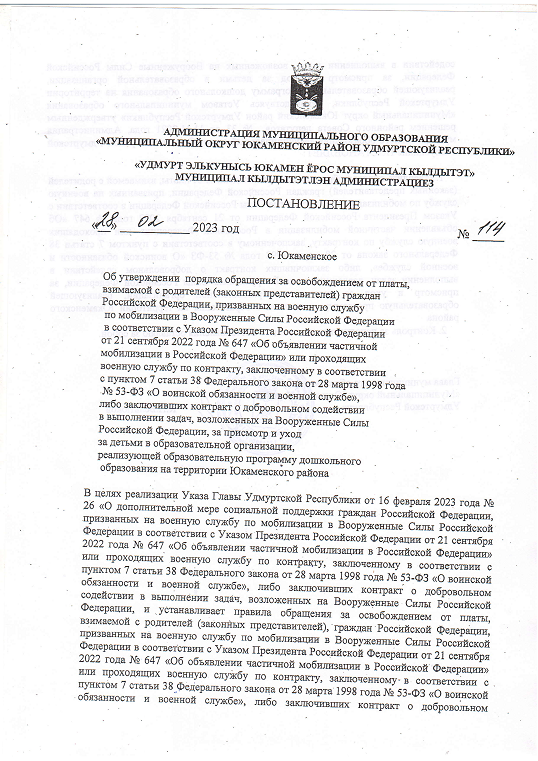 АДМИНИСТРАЦИЯ МУНИЦИПАЛЬНОГО ОБРАЗОВАНИЯ
«МУНИЦИПАЛЬНЫЙ ОКРУГ ЮКАМЕНСКИЙ РАЙОН УДМУРТСКОЙ РЕСПУБЛИКИ»
«УДМУРТ ЭЛЬКУНЫСЬ ЮКАМЕН ЁРОС МУНИЦИПАЛ КЫЛДЫТЭТ»
МУНИЦИПАЛ КЫЛДЫТЭТЛЭН АДМИНИСТРАЦИЕЗ
ПОСТАНОВЛЕНИЕ
«28» 02 2023 год
№ 114
с. Юкаменское
Об утверждении порядка обращения за освобождением от платы,
взимаемой с родителей (законных представителей) граждан
Российской Федерации, призванных на военную службу
по мобилизации в Вооруженные Силы Российской Федерации
в соответствии с Указом Президента Российской Федерации
от 21 сентября 2022 года № 647 «Об объявлении частичной
мобилизации в Российской Федерации» или проходящих
военную службу по контракту, заключенному в соответствии
с пунктом 7 статьи 38 Федерального закона от 28 марта 1998 года
№ 53-ФЗ «О воинской обязанности и военной службе»,
либо заключивших контракт о добровольном содействии
в выполнении задач, возложенных на Вооруженные Силы
Российской Федерации, за присмотр и уход
за детьми в образовательной организации,
реализующей образовательную программу дошкольного
образования на территории Юкаменского района
В целях реализации Указа Главы Удмуртской Республики от 16 февраля 2023 года №
26 «О дополнительной мере социальной поддержки граждан Российской Федерации,
призванных на военную службу по мобилизации в Вооруженные Силы Российской
Федерации в соответствии с Указом Президента Российской Федерации от 21 сентября
2022 года № 647 «Об объявлении частичной мобилизации в Российской Федерации»
или проходящих военную службу по контракту, заключенному в соответствии с
пунктом 7 статьи 38 Федерального закона от 28 марта 1998 года № 53-ФЗ «О воинской
обязанности и военной службе», либо заключивших контракт о добровольном
содействии в выполнении задач, возложенных на Вооруженные Силы Российской
Федерации, и устанавливает правила обращения за освобождением от платы,
взимаемой с родителей (законных представителей), граждан Российской Федерации,
призванных на военную службу по мобилизации в Вооруженные Силы Российской
Федерации в соответствии с Указом Президента Российской Федерации от 21 сентября
2022 года № 647 «Об объявлении частичной мобилизации в Российской Федерации»
или проходящих военную службу по контракту, заключенному в соответствии с
пунктом 7 статьи 38 Федерального закона от 28 марта 1998 года № 53-ФЗ «О воинской
обязанности и военной службе», либо заключивших контракт о добровольном